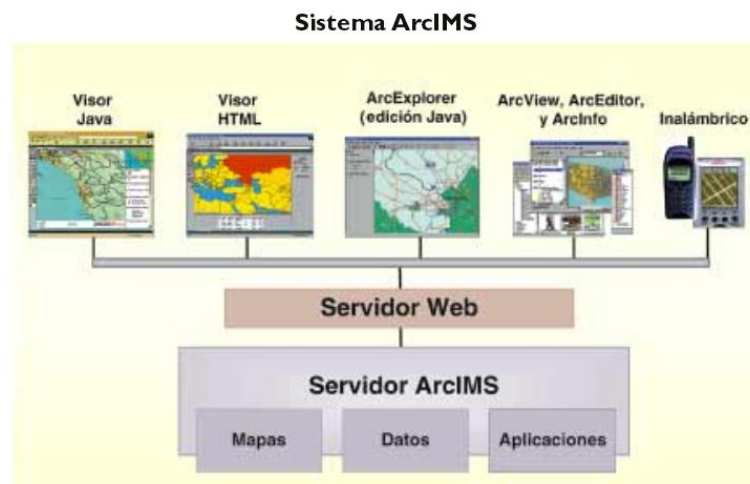 Sistema ArcIMS
Visor
Java
Visor
HTML
ArcExplorer
(edición Java)
ArcView, ArcEditor,
y ArcInfo
Inalámbrico
Servidor Web
Servidor ArcIMS
Mapas
Datos
Aplicaciones